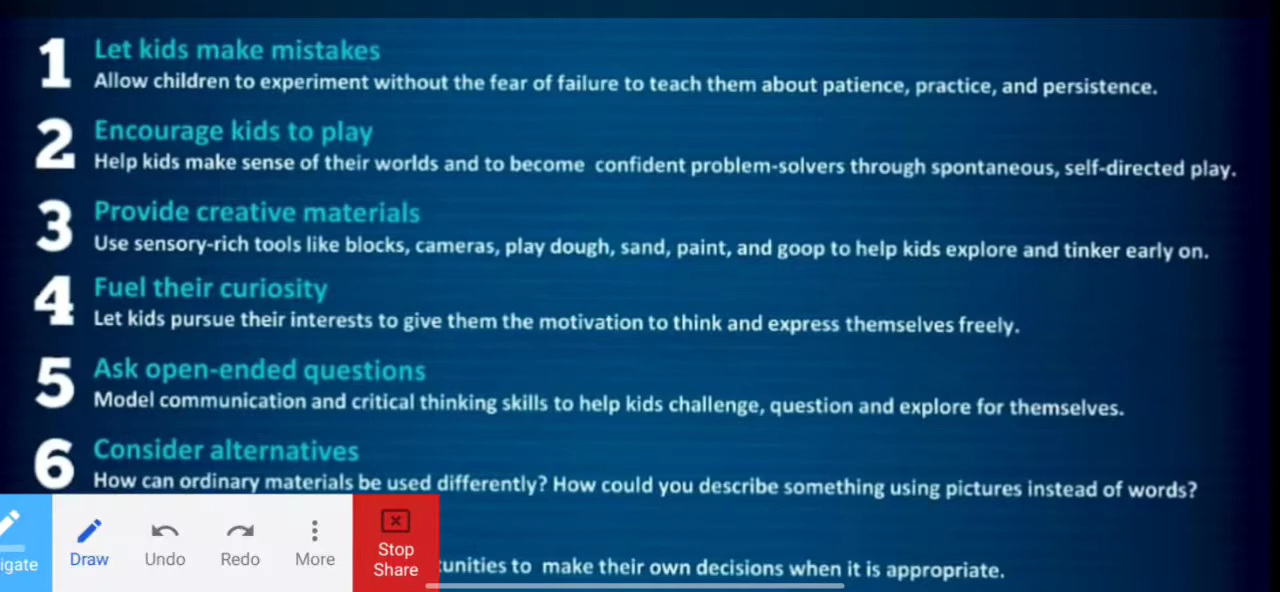 1 Let kids make mistakes
Allow children to experiment without the fear of failure to teach them about patience, practice, and persistence.
2 Encourage kids to play
Help kids make sense of their worlds and to become confident problem-solvers through spontaneous, self-directed play.
3 Provide creative materials
Use sensory-rich tools like blocks, cameras, play dough, sand, paint, and goop to help kids explore and tinker early on.
4 Fuel their curiosity
Let kids pursue their interests to give them the motivation to think and express themselves freely.
5 Ask open-ended questions
Model communication and critical thinking skills to help kids challenge, question and explore for themselves.
6 Consider alternatives
How can ordinary materials be used differently? How could you describe something using pictures instead of words?
Draw Undo Redo More Stop Share
to make their own decisions when it is appropriate.